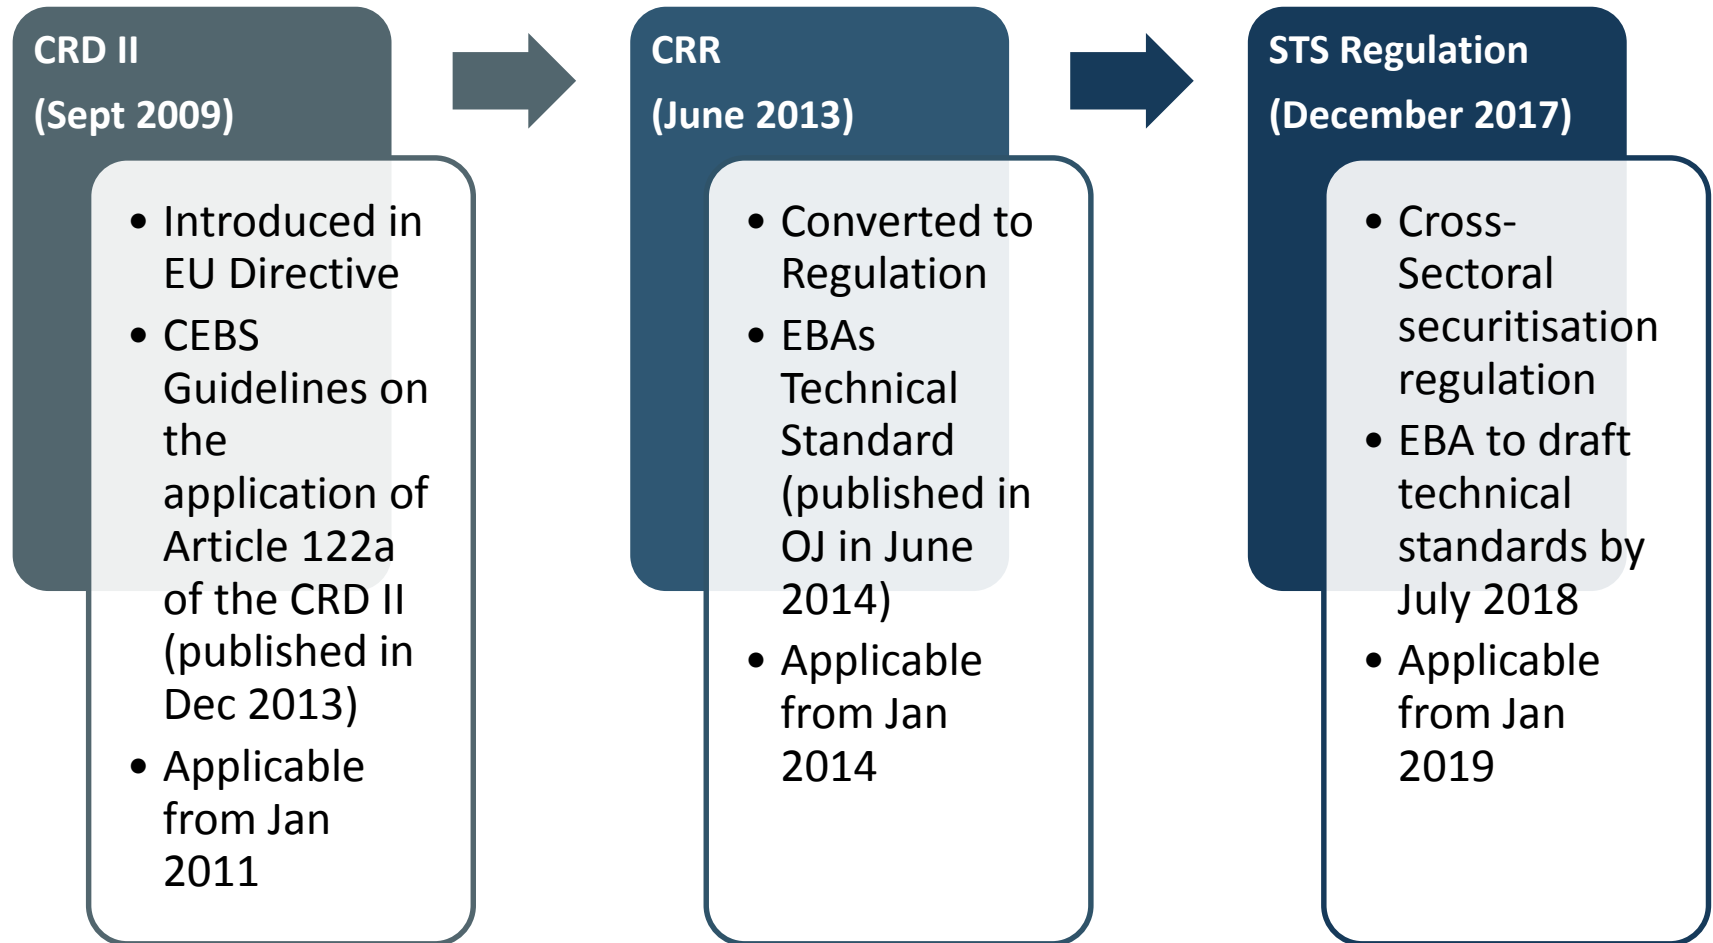 CRD II
(Sept 2009)
• Introduced in
EU Directive
• CEBS
Guidelines on
the
application of
Article 122a
of the CRD II
(published in
Dec 2013)
• Applicable
from Jan
2011
CRR
(June 2013)
• Converted to
Regulation
• EBAs
Technical
Standard
(published in
OJ in June
2014)
• Applicable
from Jan
2014
STS Regulation
(December 2017)
• Cross-
Sectoral
securitisation
regulation
• EBA to draft
technical
standards by
July 2018
• Applicable
from Jan
2019